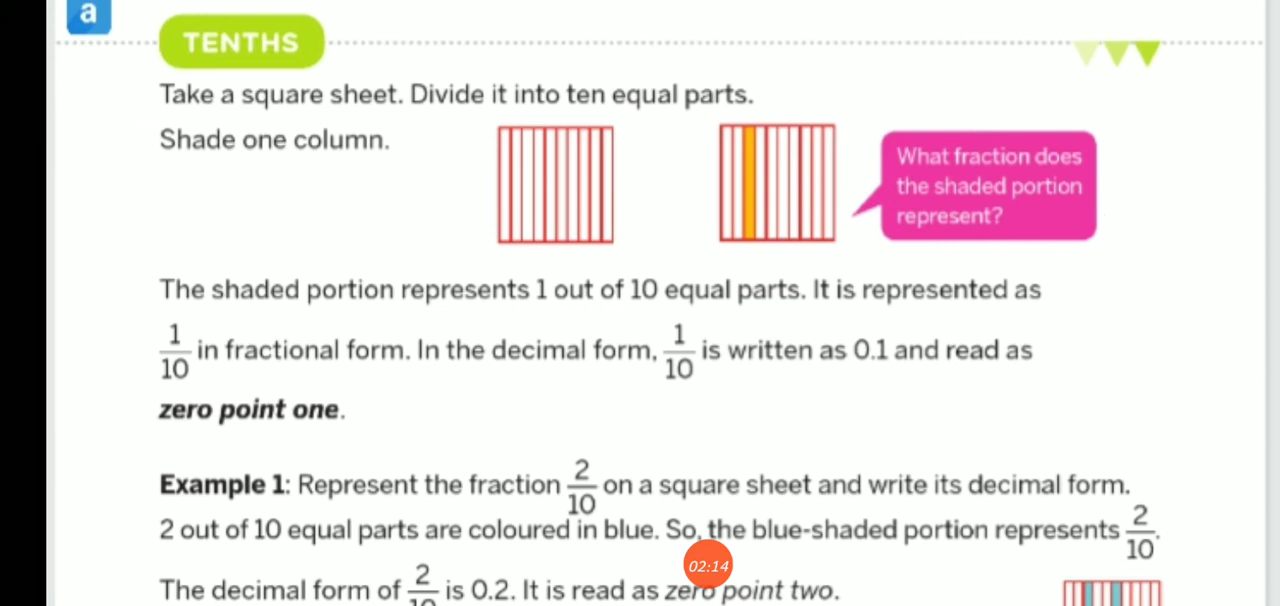 a
TENTHS
Take a square sheet. Divide it into ten equal parts.
Shade one column.
What fraction does
the shaded portion
represent?
The shaded portion represents 1 out of 10 equal parts. It is represented as
1/10 in fractional form. In the decimal form, 1/10 is written as 0.1 and read as
zero point one.
Example 1: Represent the fraction 2/10 on a square sheet and write its decimal form.
2 out of 10 equal parts are coloured in blue. So, the blue-shaded portion represents 2/10.
The decimal form of 2/10 is 0.2. It is read as zero point two.
02:14